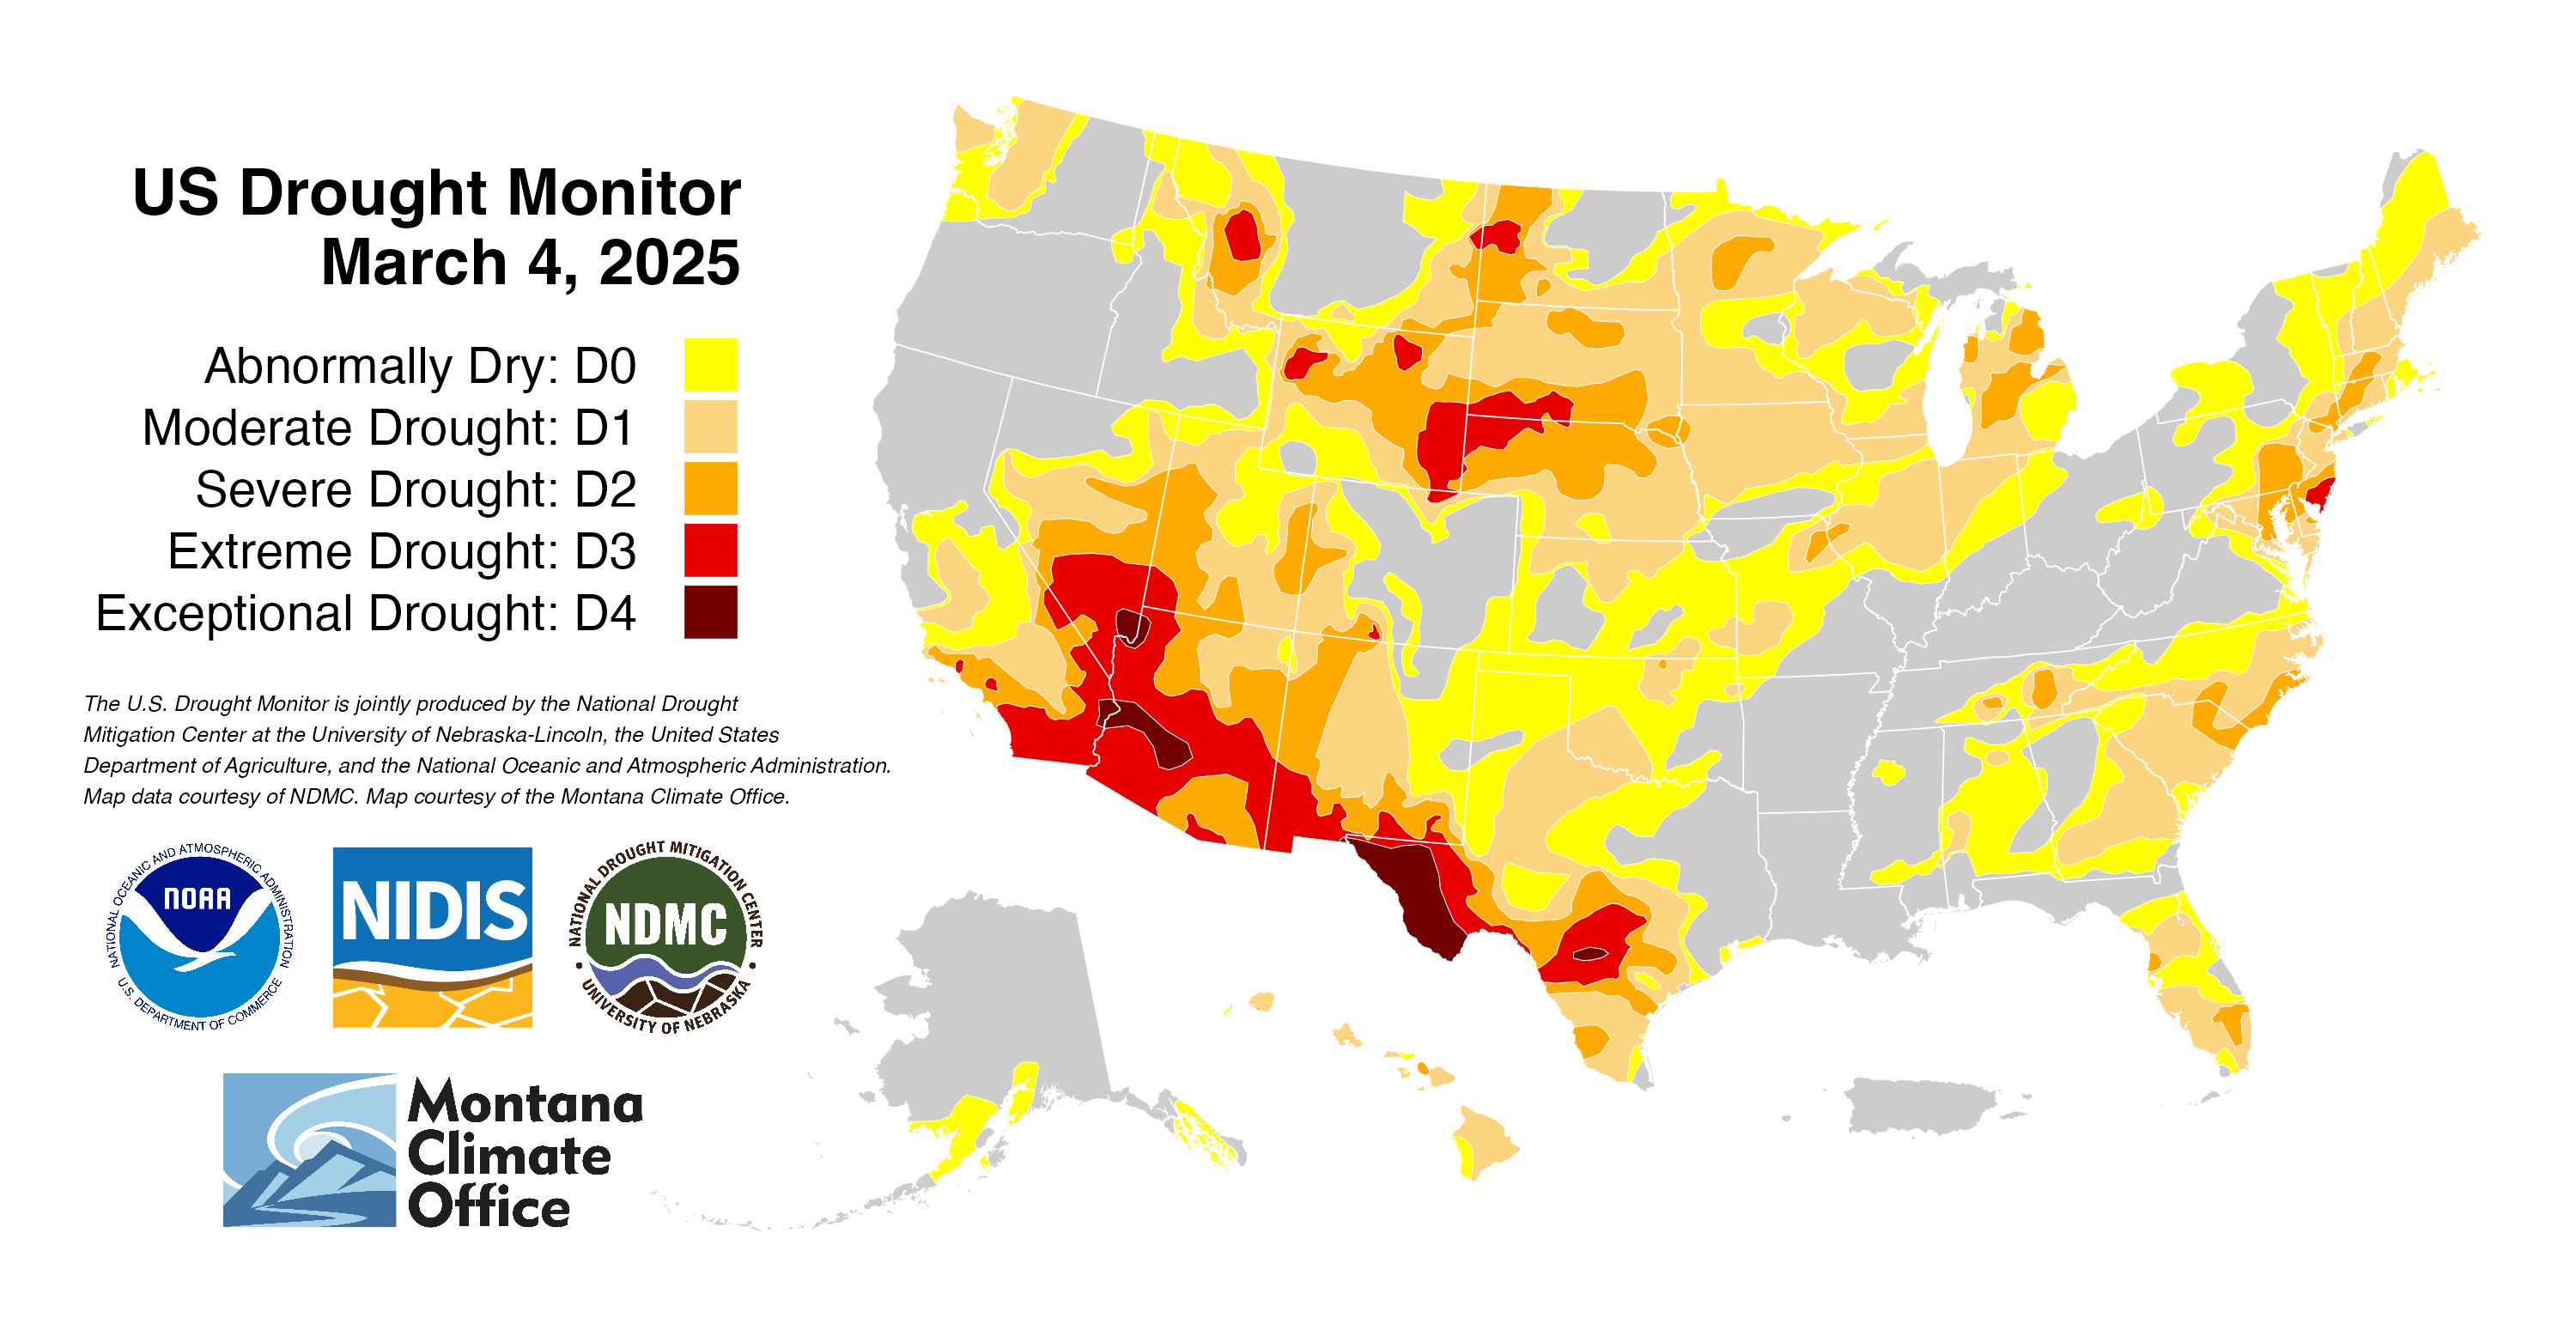 US Drought Monitor
March 4, 2025
Abnormally Dry: D0
Moderate Drought: D1
Severe Drought: D2
Extreme Drought: D3
Exceptional Drought: D4
The U.S. Drought Monitor is jointly produced by the National Drought
Mitigation Center at the University of Nebraska-Lincoln, the United States
Department of Agriculture, and the National Oceanic and Atmospheric Administration.
Map data courtesy of NDMC. Map courtesy of the Montana Climate Office.
NATIONAL OCEANIC AND ATMOSPHERIC ADMINISTRATION
NOAA
U.S. DEPARTMENT OF COMMERCE
NIDIS
NATIONAL DROUGHT MITIGATION CENTER
NDMC
UNIVERSITY OF NEBRASKA
Montana
Climate
Office